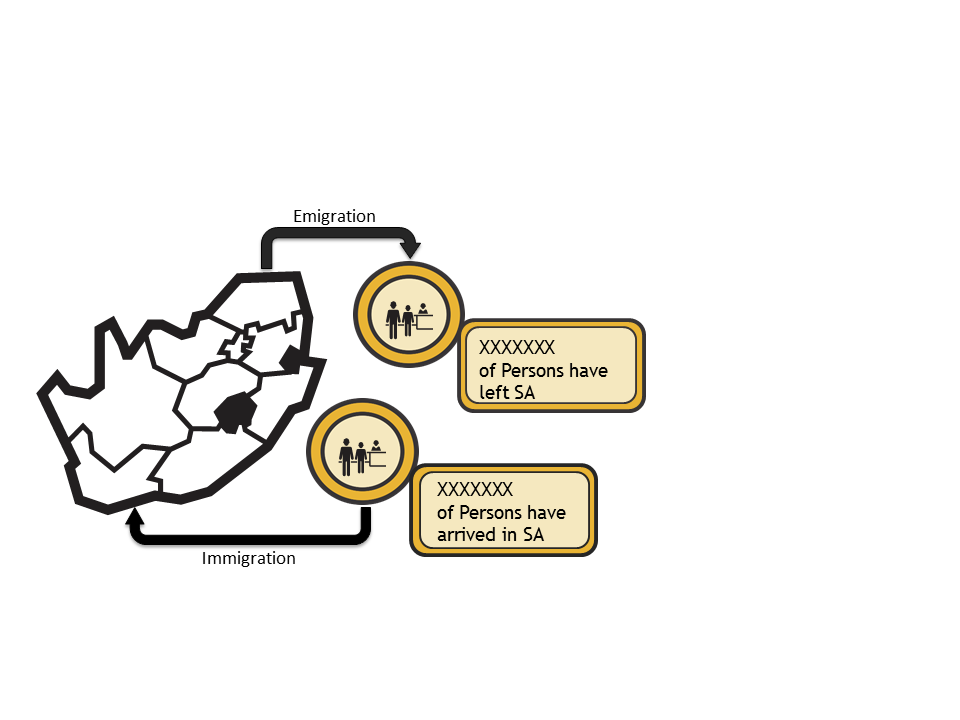 Emigration
XXXXXXX
of Persons have
left SA
XXXXXXX
of Persons have
arrived in SA
Immigration